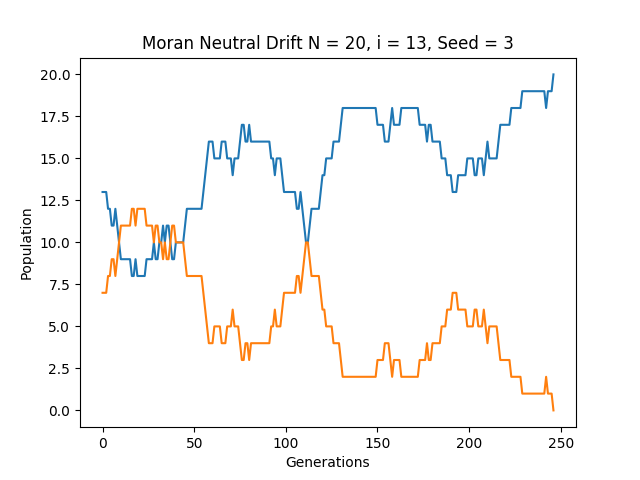 Moran Neutral Drift N = 20, i = 13, Seed = 3
20.0
17.5
15.0
12.5
10.0
7.5
5.0
2.5
0.0
Population
0 50 100 150 200 250
Generations